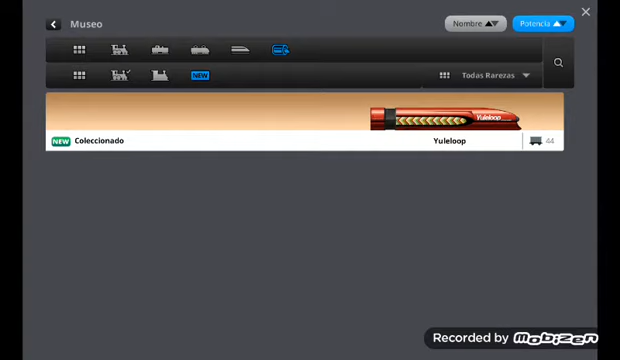 Museo
Nombre
Potencia
NEW
Todas Rarezas
Yuleloop
NEW Coleccionado
Yuleloop
44
Recorded by MOBIZEN